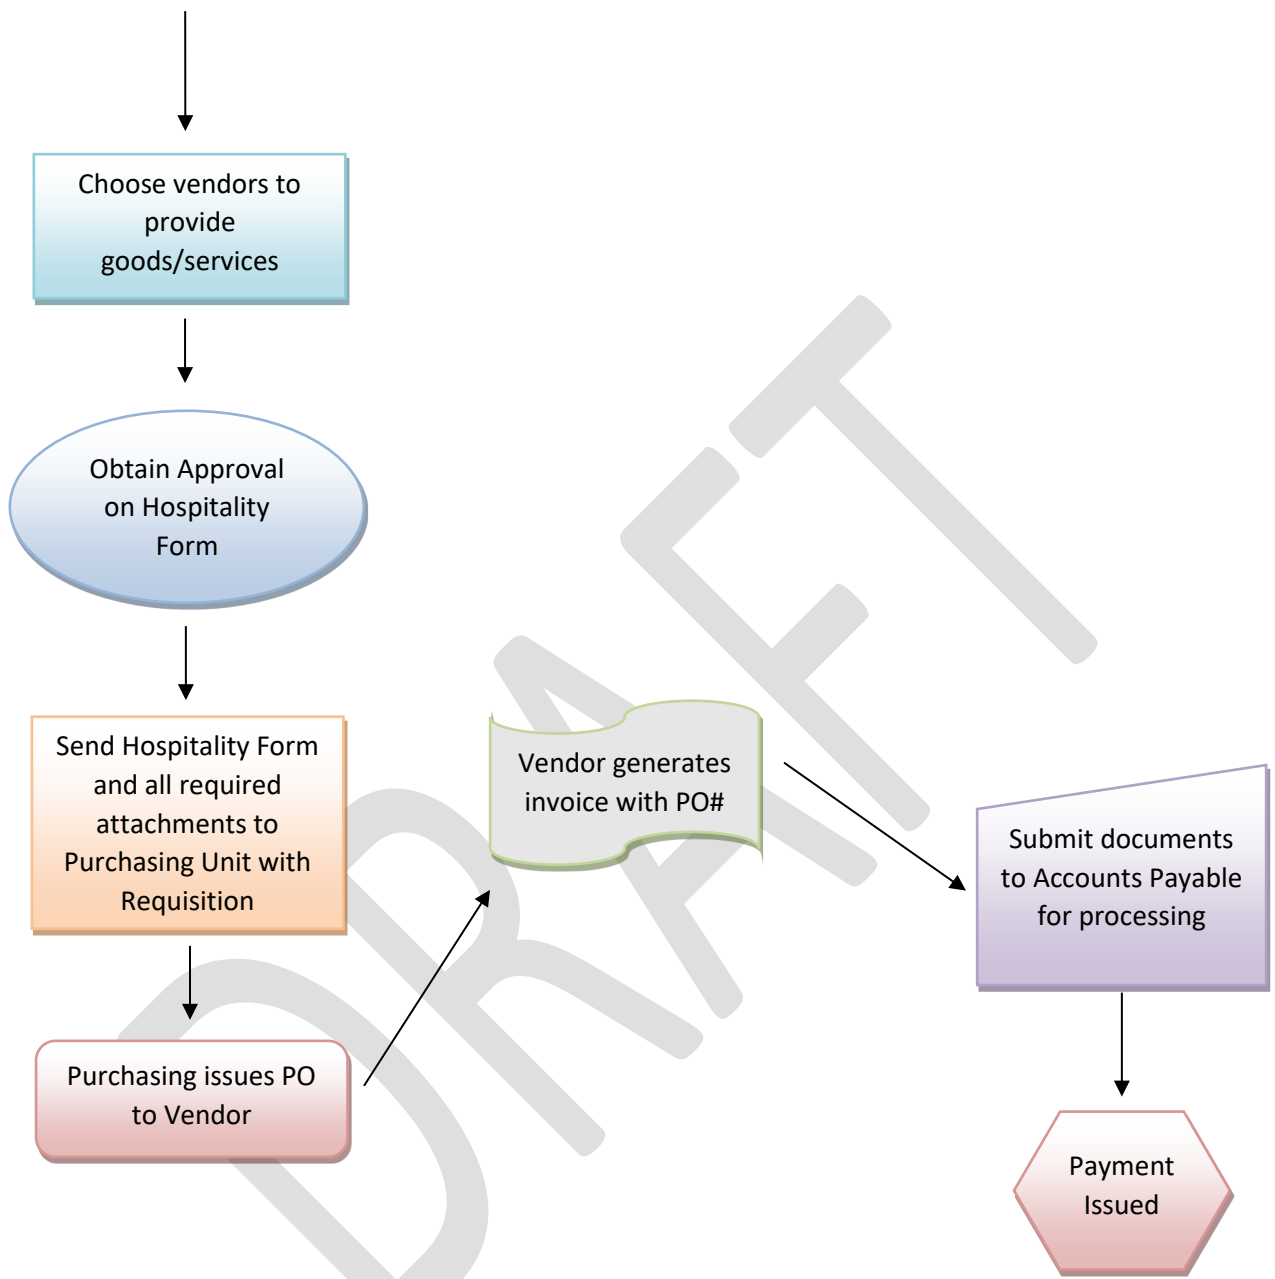 Choose vendors to
provide
goods/services
Obtain Approval
on Hospitality
Form
Send Hospitality Form
and all required
attachments to
Purchasing Unit with
Requisition
Purchasing issues PO
to Vendor
Vendor generates
invoice with PO#
Submit documents
to Accounts Payable
for processing
Payment
Issued
DRAFT